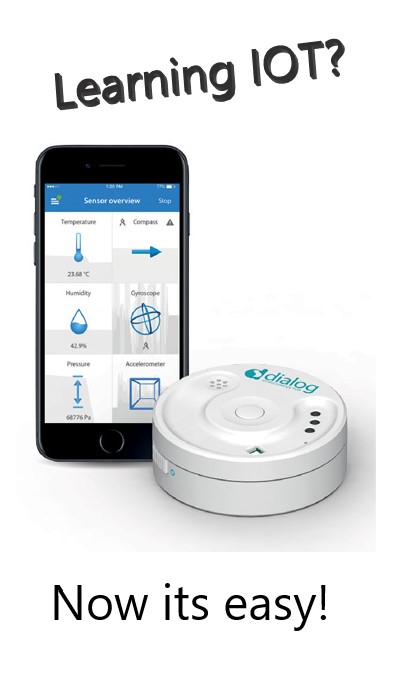 Learning IOT?
1:20 PM
77%
Sensor overview
Stop
Temperature
Compass
23.68 °C
Humidity
Gyroscope
42.9%
Pressure
Accelerometer
68776 Pa
dialog
Now its easy!